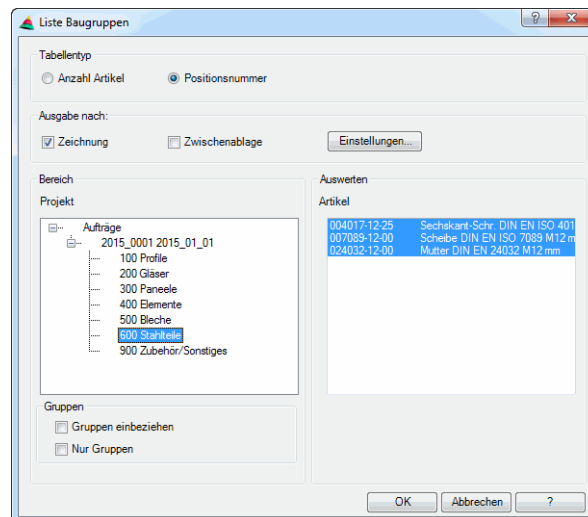 Liste Baugruppen
?
Tabellentyp
Anzahl Artikel
Positionsnummer
Ausgabe nach:
Zeichnung
Zwischenablage
Einstellungen...
Bereich
Auswerten
Projekt
Artikel
Aufträge
2015_0001 2015_01_01
100 Profile
200 Gläser
300 Paneele
400 Elemente
500 Bleche
600 Stahlteile
900 Zubehör/Sonstiges
004017-12-25 Sechskant-Schr. DIN EN ISO 401
007089-12-00 Scheibe DIN EN ISO 7089 M12 m
024032-12-00 Mutter DIN EN 24032 M12 mm
Gruppen
Gruppen einbeziehen
Nur Gruppen
OK
Abbrechen
?